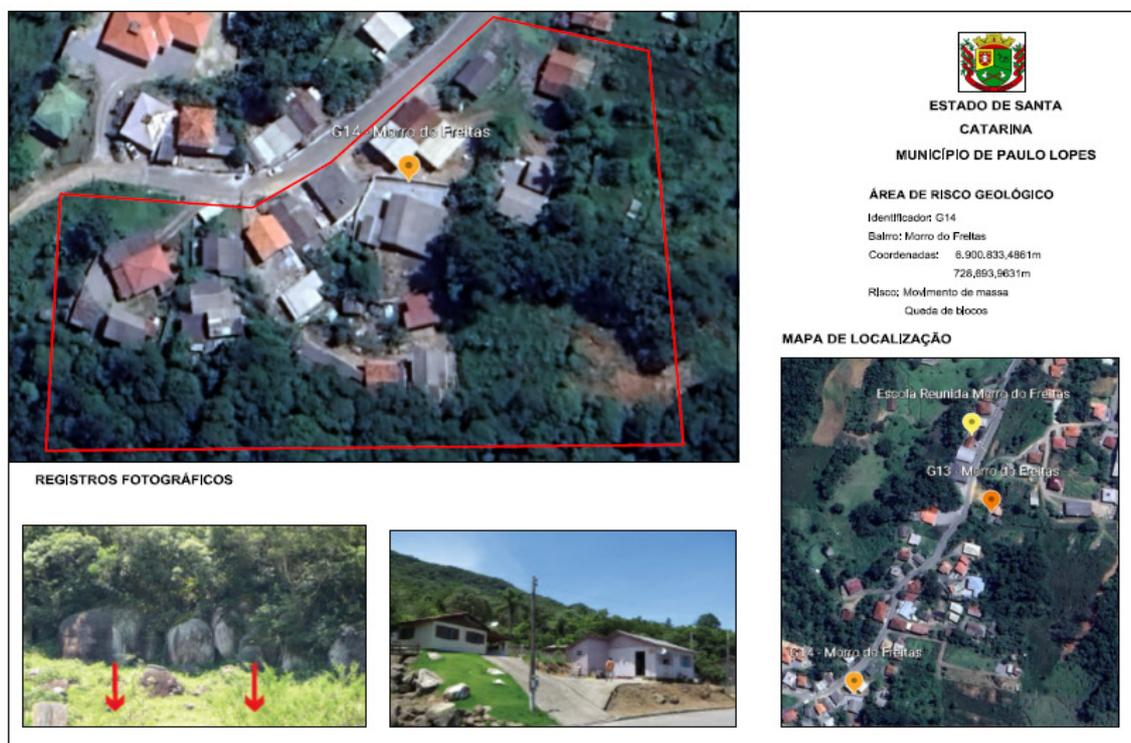 G14 - Morro do Freitas
ESTADO DE SANTA
CATARINA
MUNICÍPIO DE PAULO LOPES
ÁREA DE RISCO GEOLÓGICO
Identificador: G14
Bairro: Morro do Freitas
Coordenadas: 6.900.833,4861m
728,693,9631m
Risco: Movimento de massa
Queda de blocos
MAPA DE LOCALIZAÇÃO
Escola Reunida Morro do Freitas
G13 - Morro do Freitas
G14 - Morro do Freitas
REGISTROS FOTOGRÁFICOS